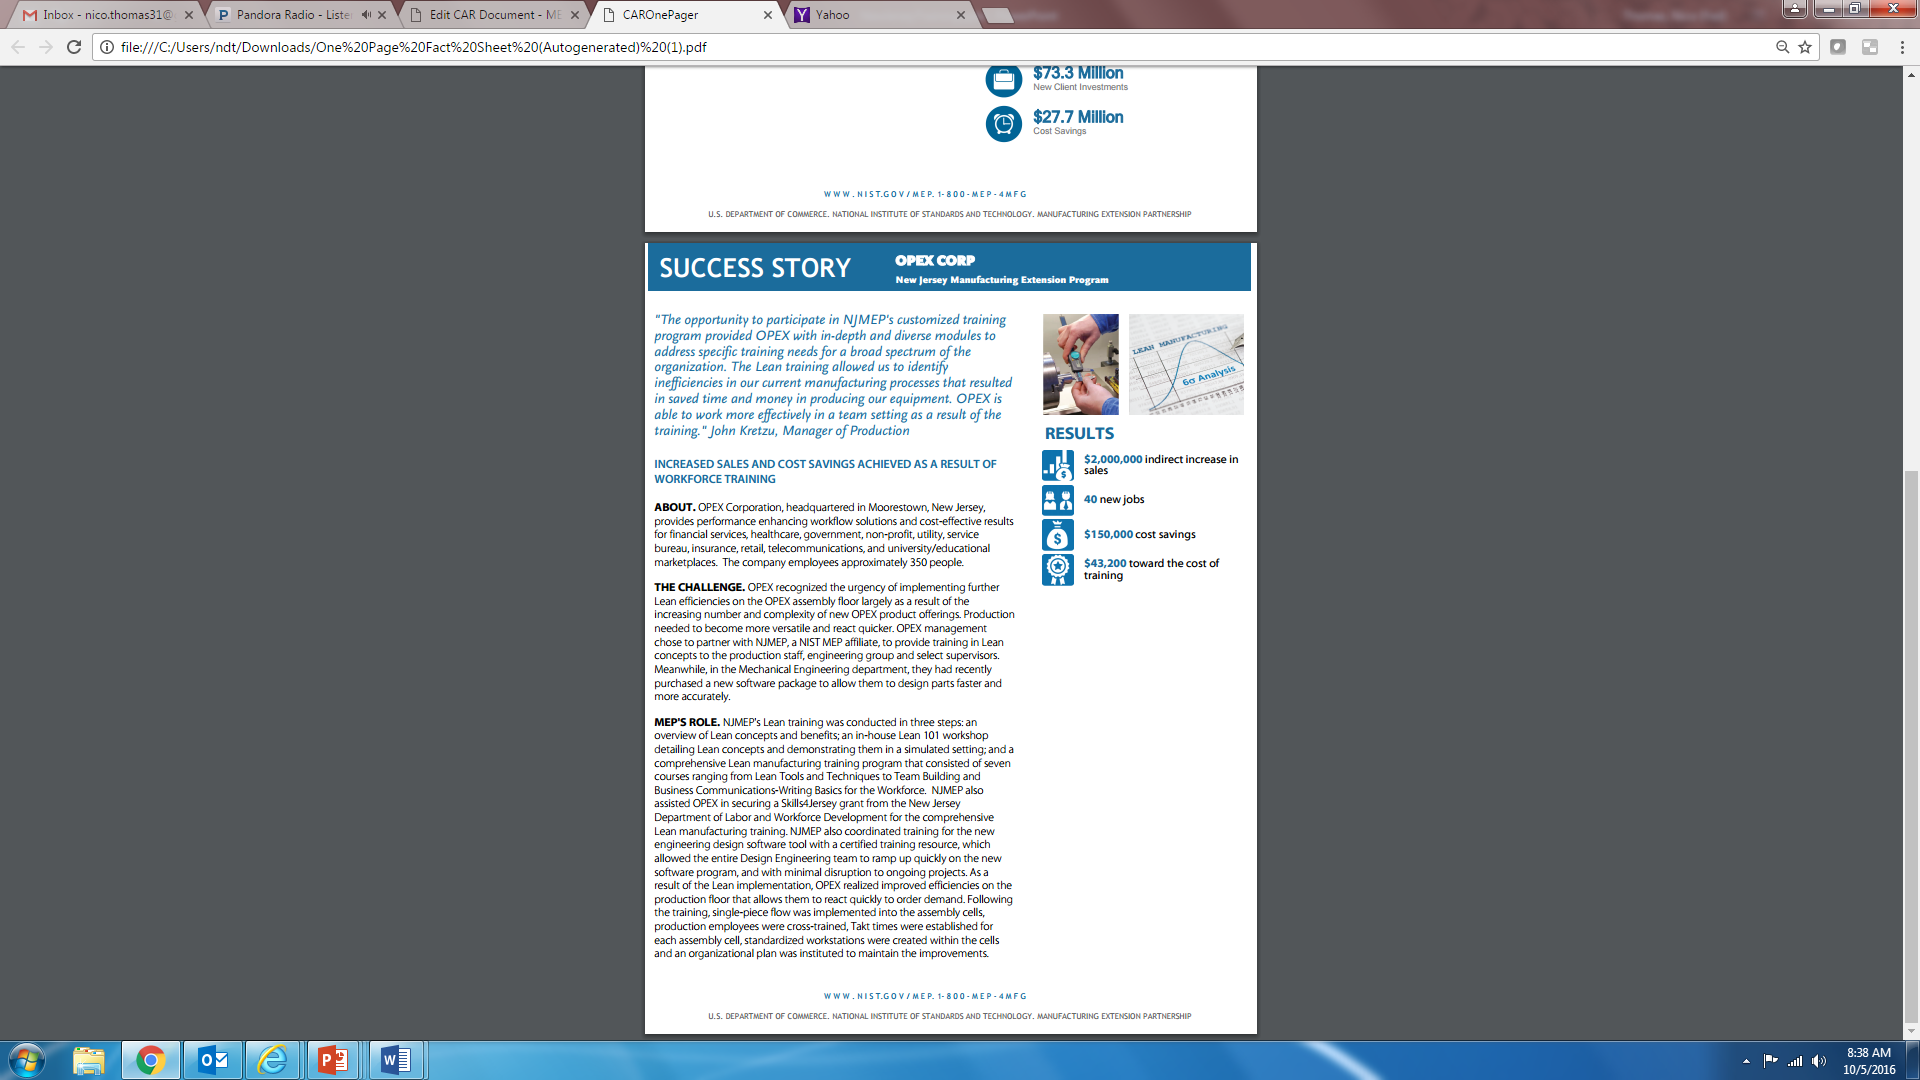 Inbox - nico.thomas31@
Pandora Radio - Liste
Edit CAR Document - ME
CAROnePager
Yahoo
file:///C:/Users/ndt/Downloads/One%20Page%20Fact%20Sheet%20(Autogenerated)%20(1).pdf
$73.3 Million
New Client Investments
$27.7 Million
Cost Savings
WWW.NIST.GOV/MEP. 1-800-MEP-4MFG
U.S. DEPARTMENT OF COMMERCE. NATIONAL INSTITUTE OF STANDARDS AND TECHNOLOGY. MANUFACTURING EXTENSION PARTNERSHIP
SUCCESS STORY
OPEX CORP
New Jersey Manufacturing Extension Program
"The opportunity to participate in NJMEP's customized training
program provided OPEX with in-depth and diverse modules to
address specific training needs for a broad spectrum of the
organization. The Lean training allowed us to identify
inefficiencies in our current manufacturing processes that resulted
in saved time and money in producing our equipment. OPEX is
able to work more effectively in a team setting as a result of the
training." John Kretzu, Manager of Production
INCREASED SALES AND COST SAVINGS ACHIEVED AS A RESULT OF
WORKFORCE TRAINING
ABOUT. OPEX Corporation, headquartered in Moorestown, New Jersey,
provides performance enhancing workflow solutions and cost-effective results
for financial services, healthcare, government, non-profit, utility, service
bureau, insurance, retail, telecommunications, and university/educational
marketplaces. The company employees approximately 350 people.
THE CHALLENGE. OPEX recognized the urgency of implementing further
Lean efficiencies on the OPEX assembly floor largely as a result of the
increasing number and complexity of new OPEX product offerings. Production
needed to become more versatile and react quicker. OPEX management
chose to partner with NJMEP, a NIST MEP affiliate, to provide training in Lean
concepts to the production staff, engineering group and select supervisors.
Meanwhile, in the Mechanical Engineering department, they had recently
purchased a new software package to allow them to design parts faster and
more accurately.
MEP'S ROLE. NJMEP's Lean training was conducted in three steps: an
overview of Lean concepts and benefits; an in-house Lean 101 workshop
detailing Lean concepts and demonstrating them in a simulated setting; and a
comprehensive Lean manufacturing training program that consisted of seven
courses ranging from Lean Tools and Techniques to Team Building and
Business Communications-Writing Basics for the Workforce. NJMEP also
assisted OPEX in securing a Skills4Jersey grant from the New Jersey
Department of Labor and Workforce Development for the comprehensive
Lean manufacturing training. NJMEP also coordinated training for the new
engineering design software tool with a certified training resource, which
allowed the entire Design Engineering team to ramp up quickly on the new
software program, and with minimal disruption to ongoing projects. As a
result of the Lean implementation, OPEX realized improved efficiencies on the
production floor that allows them to react quickly to order demand. Following
the training, single-piece flow was implemented into the assembly cells,
production employees were cross-trained, Takt times were established for
each assembly cell, standardized workstations were created within the cells
and an organizational plan was instituted to maintain the improvements.
LEAN MANUFACTURING
6σ Analysis
RESULTS
$2,000,000 indirect increase in
sales
40 new jobs
$150,000 cost savings
$43,200 toward the cost of
training
WWW.NIST.GOV/MEP. 1-800-MEP-4MFG
U.S. DEPARTMENT OF COMMERCE. NATIONAL INSTITUTE OF STANDARDS AND TECHNOLOGY. MANUFACTURING EXTENSION PARTNERSHIP
8:38 AM
10/5/2016